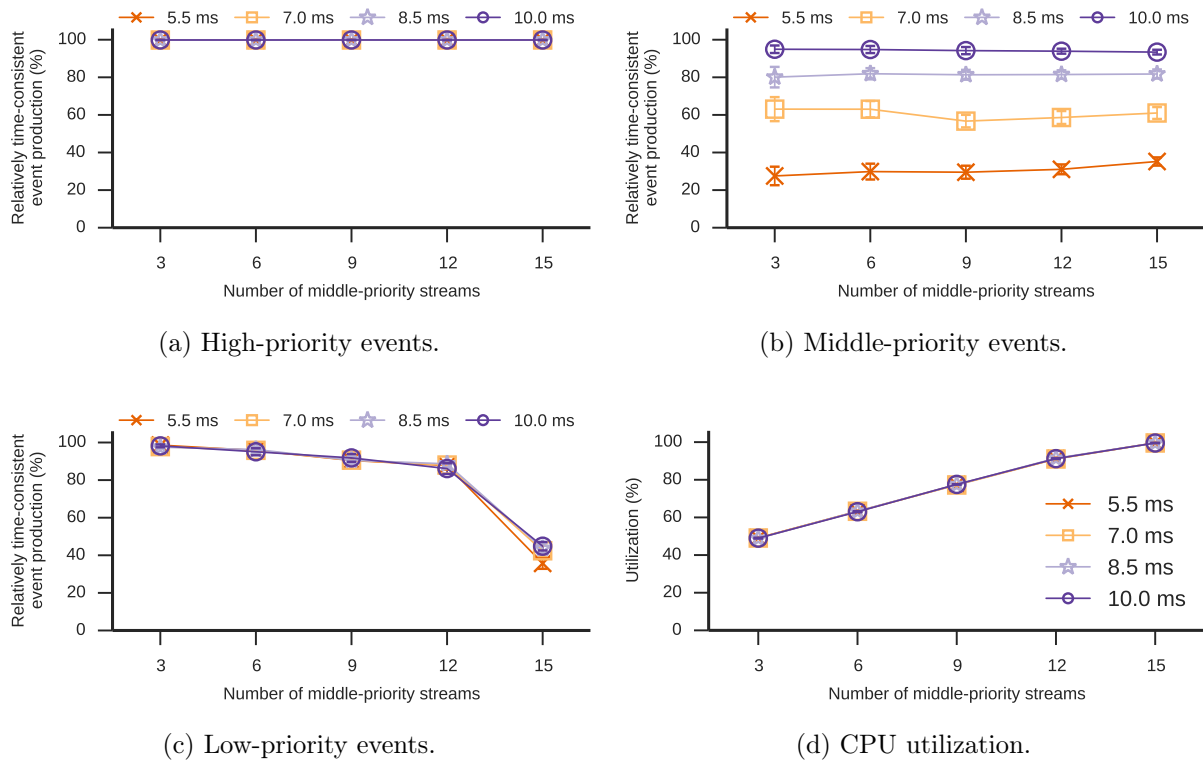 5.5 ms 7.0 ms 8.5 ms 10.0 ms
Relatively time-consistent
event production (%)
100
80
60
40
20
0
3 6 9 12 15
Number of middle-priority streams
(a) High-priority events.
5.5 ms 7.0 ms 8.5 ms 10.0 ms
Relatively time-consistent
event production (%)
100
80
60
40
20
0
3 6 9 12 15
Number of middle-priority streams
(b) Middle-priority events.
5.5 ms 7.0 ms 8.5 ms 10.0 ms
Relatively time-consistent
event production (%)
100
80
60
40
20
0
3 6 9 12 15
Number of middle-priority streams
(c) Low-priority events.
Utilization (%)
100
80
60
40
20
0
5.5 ms
7.0 ms
8.5 ms
10.0 ms
3 6 9 12 15
Number of middle-priority streams
(d) CPU utilization.